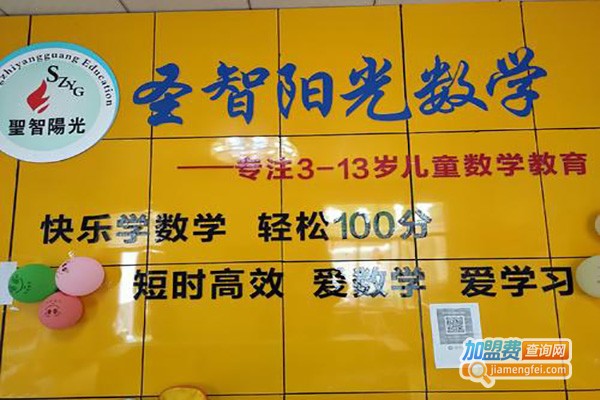 zhiyangguang Education
SZYG
聖智陽光
圣智阳光数学
——专注3-13岁儿童数学教育
快乐学数学 轻松100分
短时高效 爱数学 爱学习
加盟费查询网
jiamengfei.com